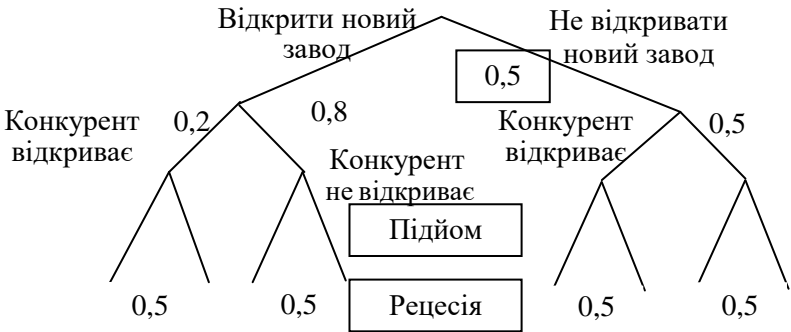 Відкрити новий
завод
Не відкривати
новий завод
0,5
Конкурент
відкриває
0,2
0,8
Конкурент
не відкриває
Конкурент
відкриває
0,5
Підйом
0,5
0,5
Рецесія
0,5
0,5